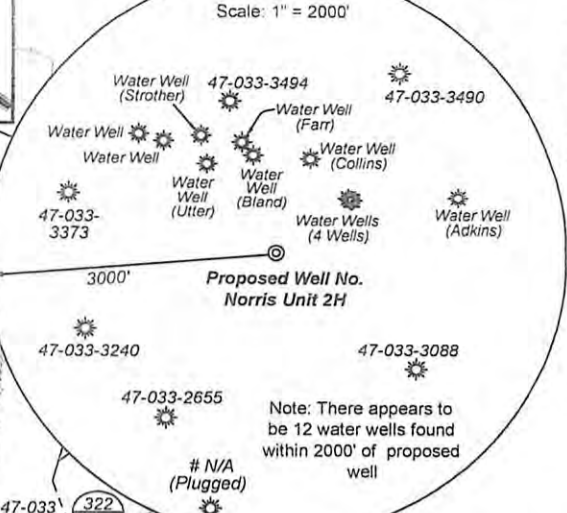 Scale: 1" = 2000'
Water Well
(Strother)
47-033-3494
47-033-3490
Water Well
(Farr)
Water Well
Water Well
Water Well
(Collins)
Water
Well
(Utter)
Water
Well
(Bland)
47-033-
3373
Water Wells
(4 Wells)
Water Well
(Adkins)
3000'
Proposed Well No.
Norris Unit 2H
47-033-3240
47-033-3088
47-033-2655
Note: There appears to
be 12 water wells found
within 2000' of proposed
well
# N/A
(Plugged)
47-033
322